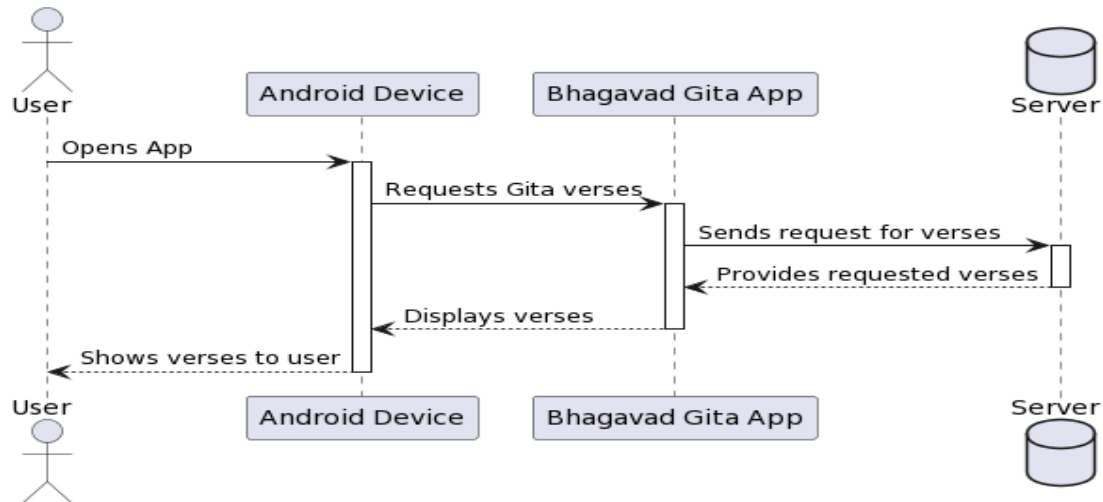 User
Android Device
Bhagavad Gita App
Server
Opens App
Requests Gita verses
Sends request for verses
Provides requested verses
Displays verses
Shows verses to user
User
Android Device
Bhagavad Gita App
Server